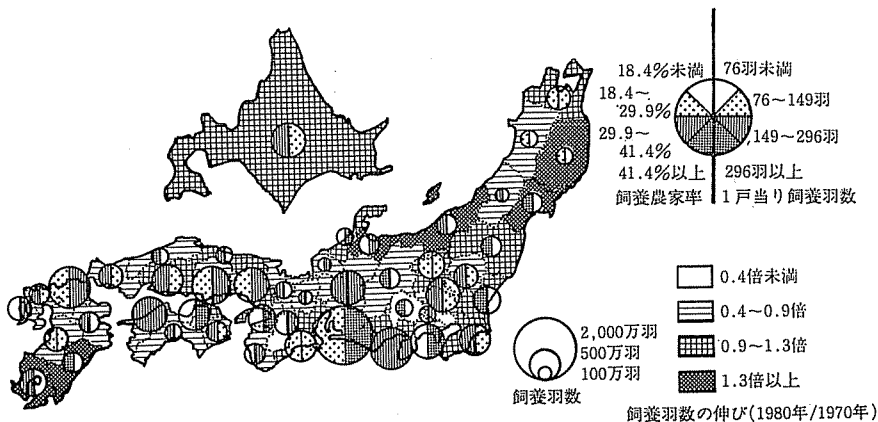 18.4%未満
76羽未満
18.4～
29.9%
76～149羽
29.9～
41.4%
149～296羽
41.4%以上
296羽以上
飼養農家率
1戸当り飼養羽数
0.4倍未満
0.4～0.9倍
0.9～1.3倍
1.3倍以上
2,000万羽
500万羽
100万羽
飼養羽数
飼養羽数の伸び(1980年/1970年)